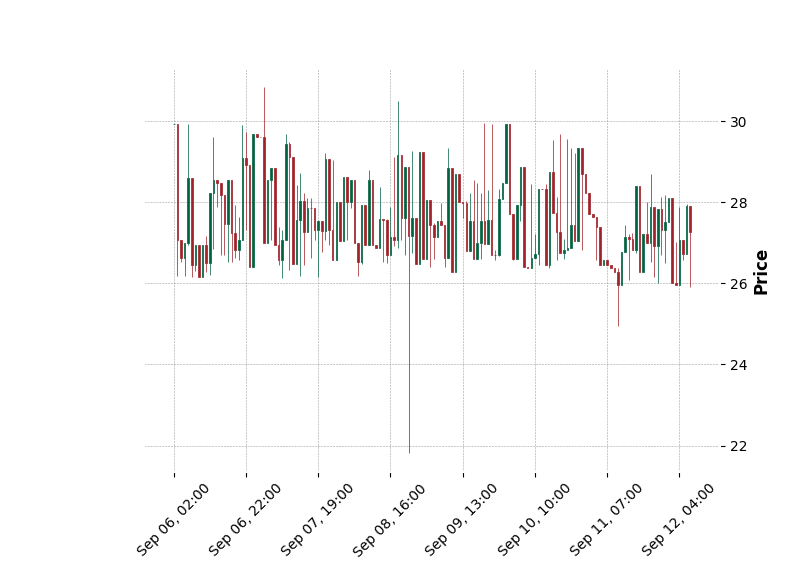 30
28
26
24
22
Price
Sep 06, 02:00
Sep 06, 22:00
Sep 07, 19:00
Sep 08, 16:00
Sep 09, 13:00
Sep 10, 10:00
Sep 11, 07:00
Sep 12, 04:00